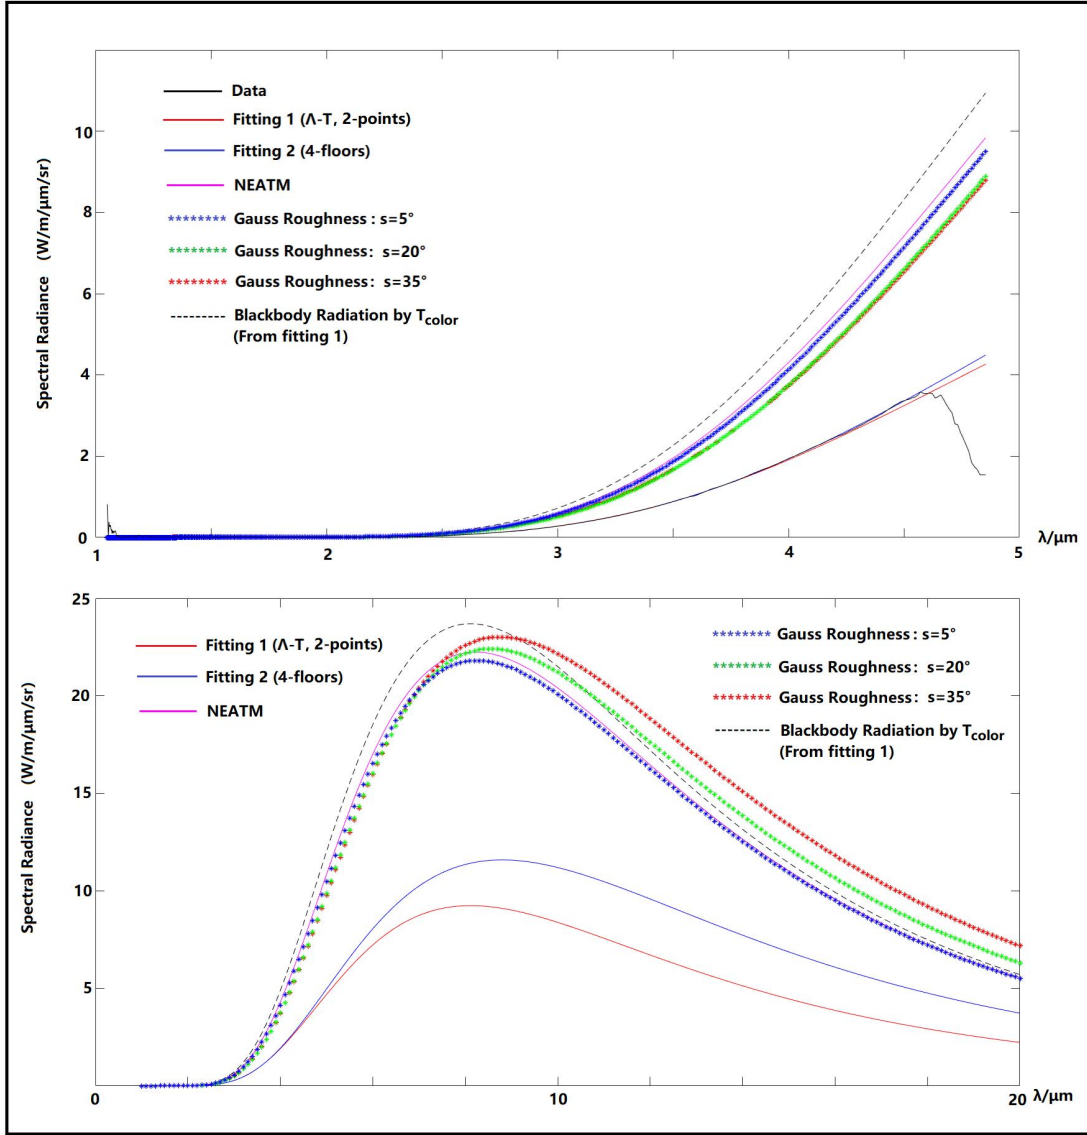 Spectral Radiance (W/m/μm/sr)
Data
Fitting 1 (Λ-T, 2-points)
Fitting 2 (4-floors)
NEATM
Gauss Roughness : s=5°
Gauss Roughness: s=20°
Gauss Roughness: s=35°
Blackbody Radiation by Tcolor
(From fitting 1)
10
8
6
4
2
0
1
2
3
4
5
λ/μm
Spectral Radiance (W/m/μm/sr)
25
20
15
10
5
Fitting 1 (Λ-T, 2-points)
Fitting 2 (4-floors)
NEATM
Gauss Roughness : s=5°
Gauss Roughness: s=20°
Gauss Roughness: s=35°
Blackbody Radiation by Tcolor
(From fitting 1)
0
10
20
λ/μm